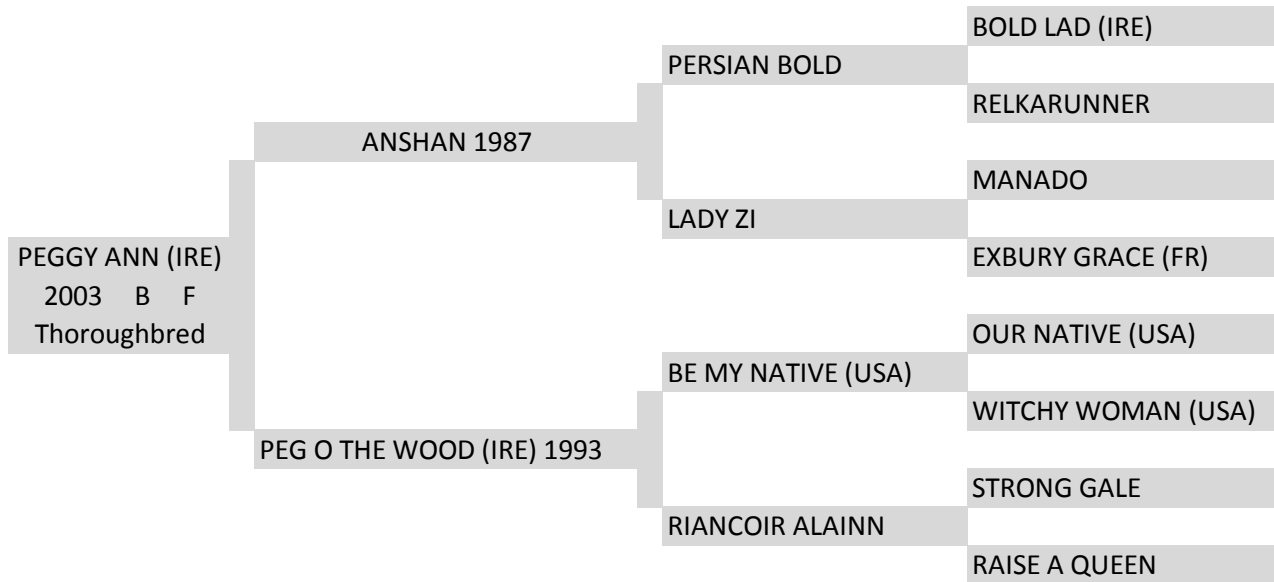 BOLD LAD (IRE)
PERSIAN BOLD
RELKARUNNER
ANSHAN 1987
MANADO
LADY ZI
EXBURY GRACE (FR)
PEGGY ANN (IRE)
2003 B F
Thoroughbred
OUR NATIVE (USA)
BE MY NATIVE (USA)
WITCHY WOMAN (USA)
PEG O THE WOOD (IRE) 1993
STRONG GALE
RIANCOIR ALAINN
RAISE A QUEEN